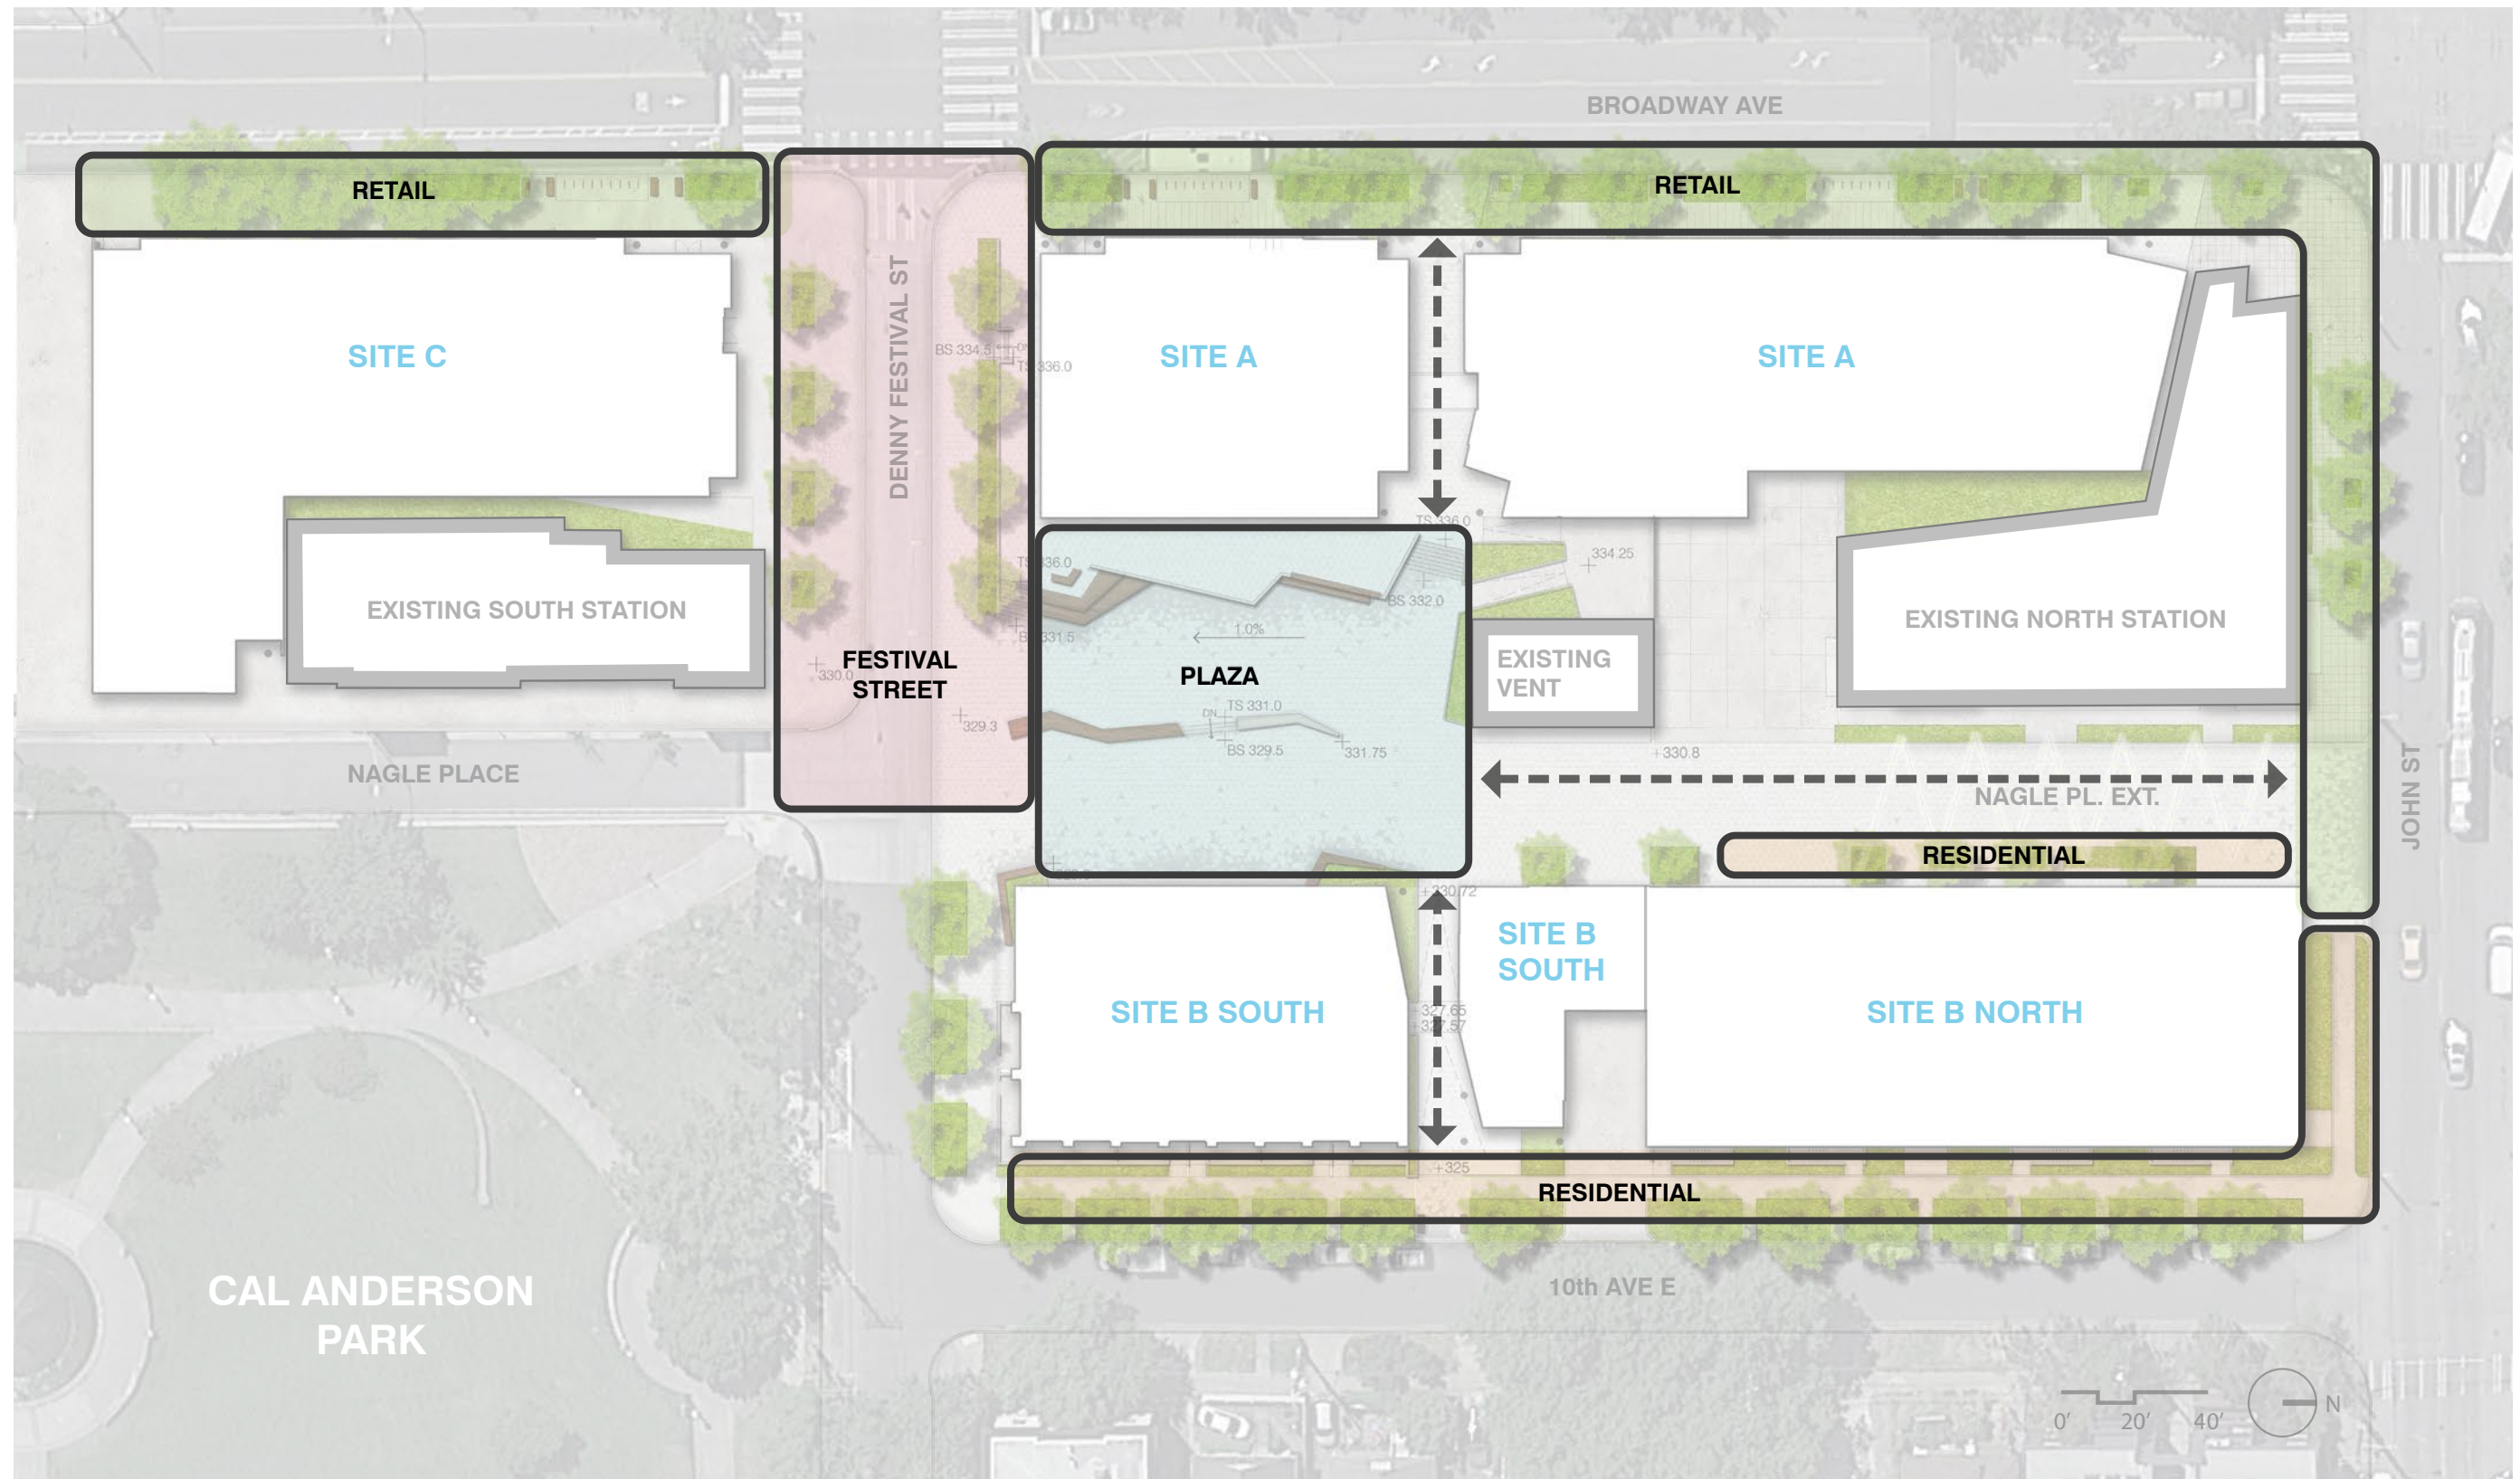 BROADWAY AVE
RETAIL
RETAIL
DENNY FESTIVAL ST
SITE C
SITE A
SITE A
BS 334.5
DN
TS 336.0
TS 336.0
334.25
TS 336.0
BS 332.0
EXISTING SOUTH STATION
EXISTING NORTH STATION
1.0%
BS 331.5
FESTIVAL
STREET
330.0
PLAZA
EXISTING
VENT
329.3
DN
TS 331.0
BS 329.5
331.75
+330.8
NAGLE PLACE
NAGLE PL. EXT.
JOHN ST
RESIDENTIAL
+330.72
SITE B
SOUTH
SITE B SOUTH
+327.65
+327.57
SITE B NORTH
+325
RESIDENTIAL
10th AVE E
CAL ANDERSON
PARK
0'
20'
40'
N